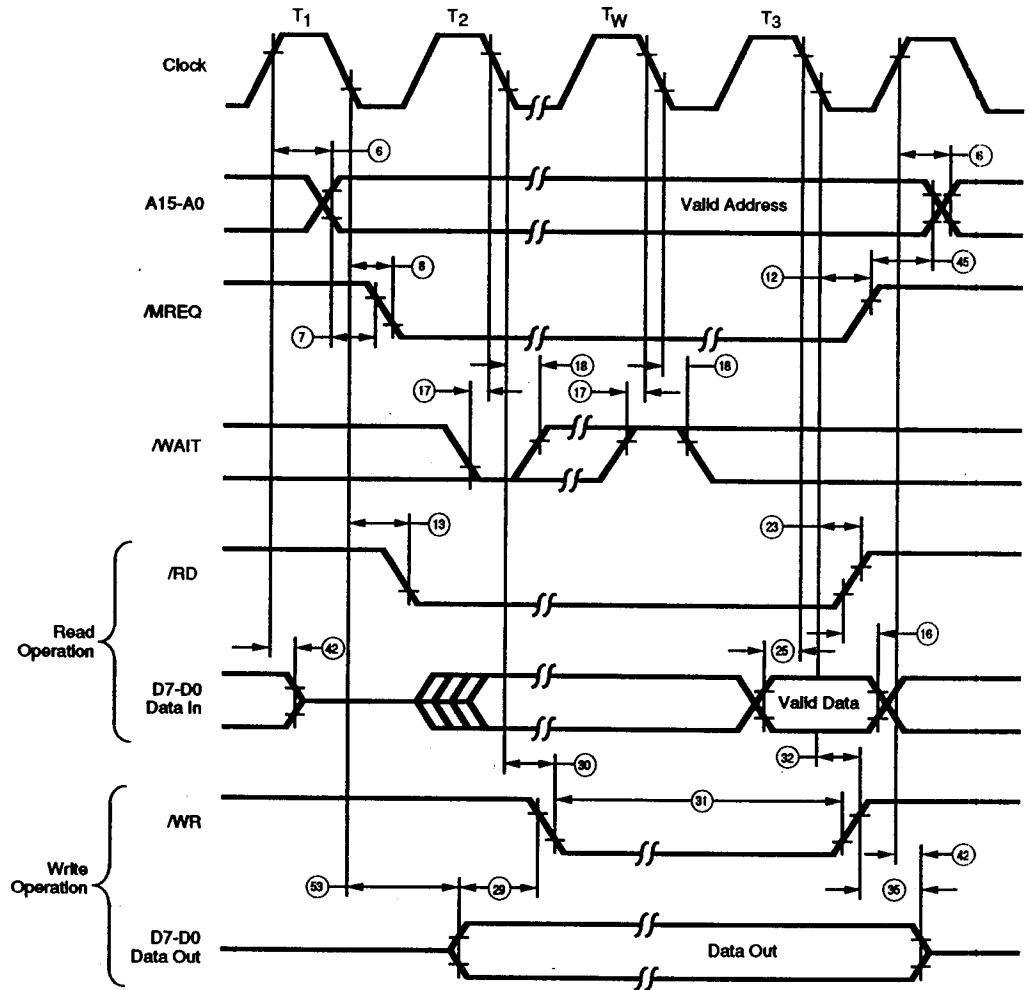 T1 T2 TW T3
Clock
6 6
A15-A0 Valid Address
8 12 45
/MREQ
7
18 18
17 17
/WAIT
13 23
/RD
Read
Operation
42 25 16
D7-D0
Data In
Valid Data
30 32
31
/WR
Write
Operation
42
53 29 35
D7-D0
Data Out
Data Out